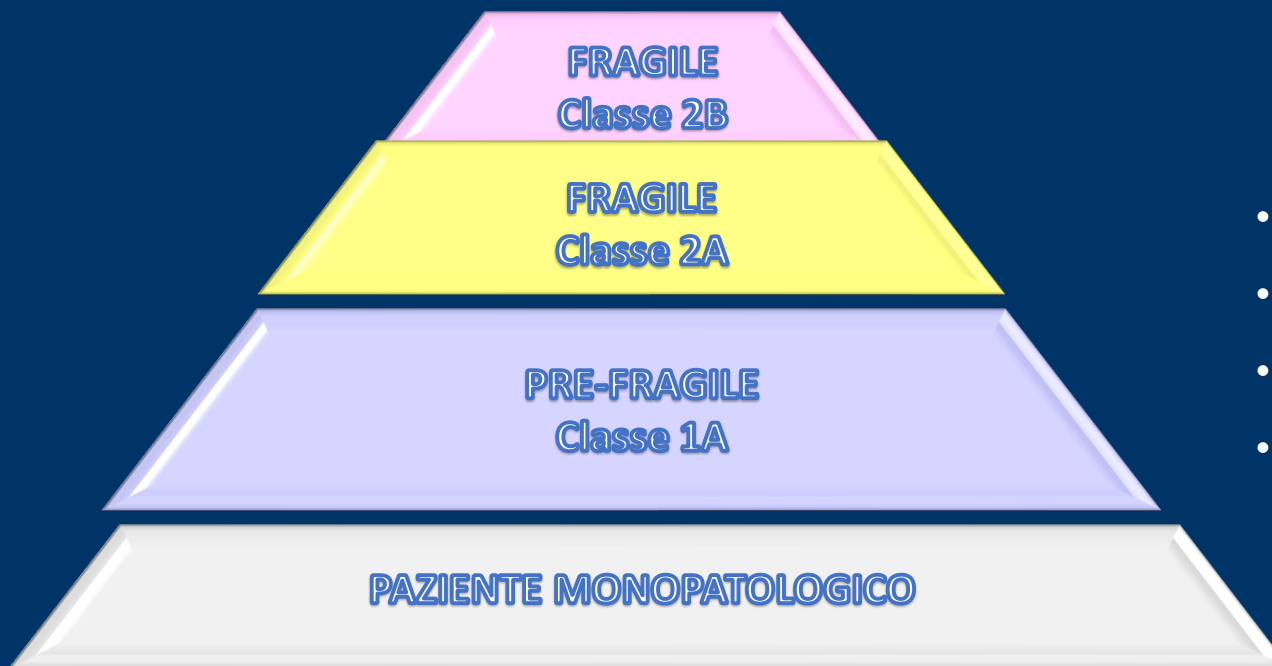 FRAGILE
Classe 2B
FRAGILE
Classe 2A
PRE-FRAGILE
Classe 1A
PAZIENTE MONOPATOLOGICO